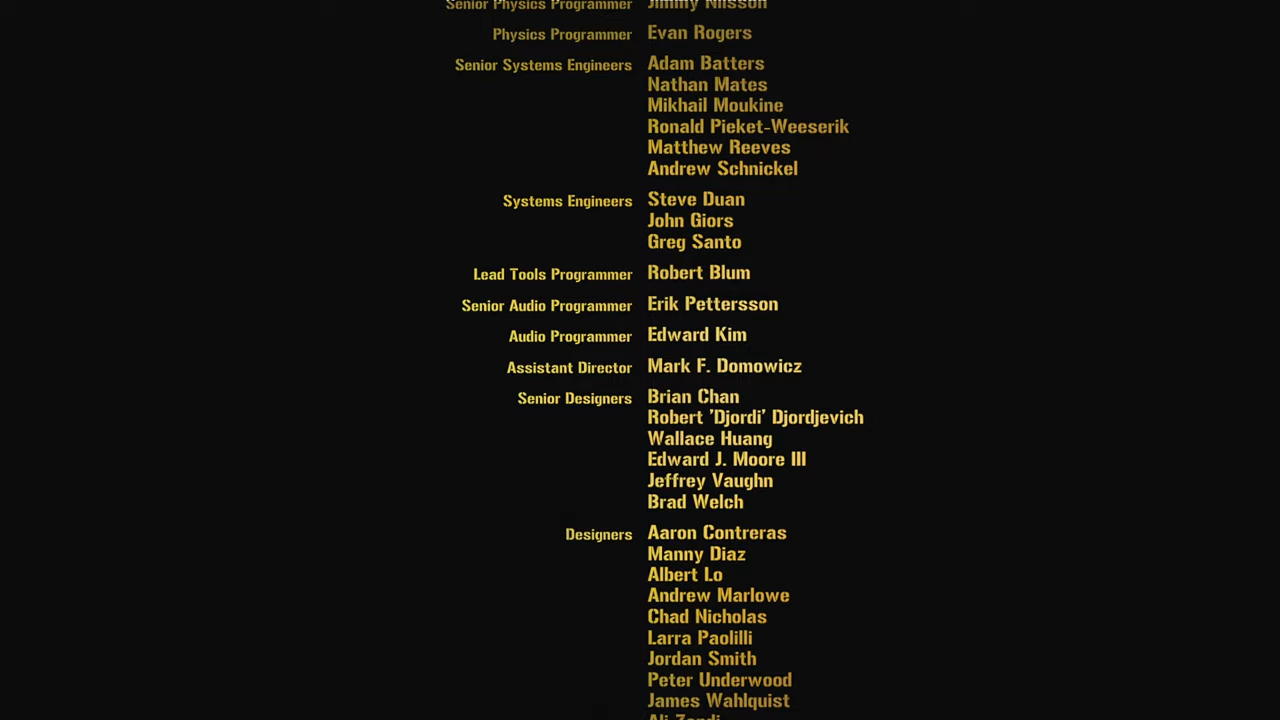 Senior Physics Programmer Jimmy Nilsson
Physics Programmer Evan Rogers
Senior Systems Engineers Adam Batters
Nathan Mates
Mikhail Moukine
Ronald Pieket-Weeserik
Matthew Reeves
Andrew Schnickel
Systems Engineers Steve Duan
John Giors
Greg Santo
Lead Tools Programmer Robert Blum
Senior Audio Programmer Erik Pettersson
Audio Programmer Edward Kim
Assistant Director Mark F. Domowicz
Senior Designers Brian Chan
Robert 'Djordi' Djordjevich
Wallace Huang
Edward J. Moore III
Jeffrey Vaughn
Brad Welch
Designers Aaron Contreras
Manny Diaz
Albert Lo
Andrew Marlowe
Chad Nicholas
Larra Paolilli
Jordan Smith
Peter Underwood
James Wahlquist